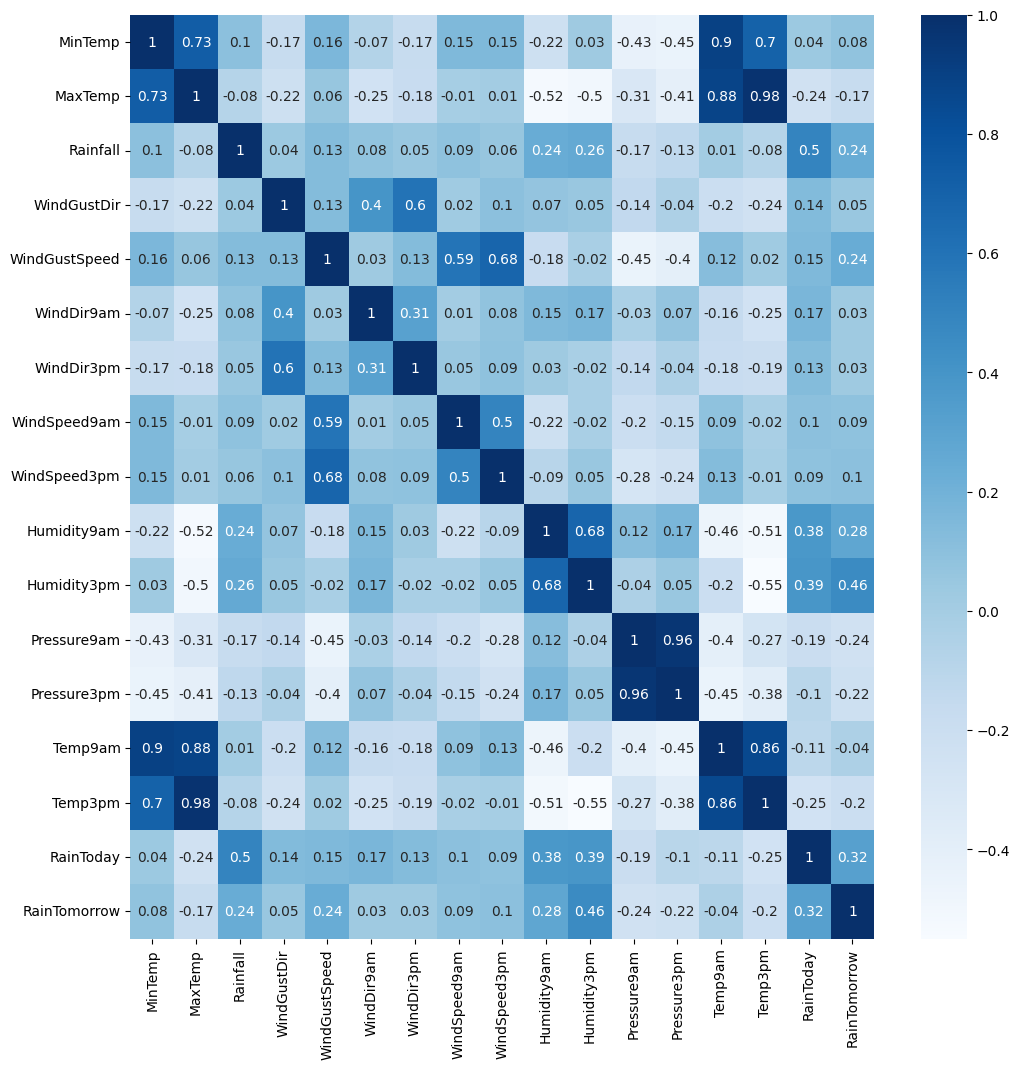 MinTemp 1 0.73 0.1 -0.17 0.16 -0.07 -0.17 0.15 0.15 -0.22 0.03 -0.43 -0.45 0.9 0.7 0.04 0.08
MaxTemp 0.73 1 -0.08 -0.22 0.06 -0.25 -0.18 -0.01 0.01 -0.52 -0.5 -0.31 -0.41 0.88 0.98 -0.24 -0.17
Rainfall 0.1 -0.08 1 0.04 0.13 0.08 0.05 0.09 0.06 0.24 0.26 -0.17 -0.13 0.01 -0.08 0.5 0.24
WindGustDir -0.17 -0.22 0.04 1 0.13 0.4 0.6 0.02 0.1 0.07 0.05 -0.14 -0.04 -0.2 -0.24 0.14 0.05
WindGustSpeed 0.16 0.06 0.13 0.13 1 0.03 0.13 0.59 0.68 -0.18 -0.02 -0.45 -0.4 0.12 0.02 0.15 0.24
WindDir9am -0.07 -0.25 0.08 0.4 0.03 1 0.31 0.01 0.08 0.15 0.17 -0.03 0.07 -0.16 -0.25 0.17 0.03
WindDir3pm -0.17 -0.18 0.05 0.6 0.13 0.31 1 0.05 0.09 0.03 -0.02 -0.14 -0.04 -0.18 -0.19 0.13 0.03
WindSpeed9am 0.15 -0.01 0.09 0.02 0.59 0.01 0.05 1 0.5 -0.22 -0.02 -0.2 -0.15 0.09 -0.02 0.1 0.09
WindSpeed3pm 0.15 0.01 0.06 0.1 0.68 0.08 0.09 0.5 1 -0.09 0.05 -0.28 -0.24 0.13 -0.01 0.09 0.1
Humidity9am -0.22 -0.52 0.24 0.07 -0.18 0.15 0.03 -0.22 -0.09 1 0.68 0.12 0.17 -0.46 -0.51 0.38 0.28
Humidity3pm 0.03 -0.5 0.26 0.05 -0.02 0.17 -0.02 -0.02 0.05 0.68 1 -0.04 0.05 -0.2 -0.55 0.39 0.46
Pressure9am -0.43 -0.31 -0.17 -0.14 -0.45 -0.03 -0.14 -0.2 -0.28 0.12 -0.04 1 0.96 -0.4 -0.27 -0.19 -0.24
Pressure3pm -0.45 -0.41 -0.13 -0.04 -0.4 0.07 -0.04 -0.15 -0.24 0.17 0.05 0.96 1 -0.45 -0.38 -0.1 -0.22
Temp9am 0.9 0.88 0.01 -0.2 0.12 -0.16 -0.18 0.09 0.13 -0.46 -0.2 -0.4 -0.45 1 0.86 -0.11 -0.04
Temp3pm 0.7 0.98 -0.08 -0.24 0.02 -0.25 -0.19 -0.02 -0.01 -0.51 -0.55 -0.27 -0.38 0.86 1 -0.25 -0.2
RainToday 0.04 -0.24 0.5 0.14 0.15 0.17 0.13 0.1 0.09 0.38 0.39 -0.19 -0.1 -0.11 -0.25 1 0.32
RainTomorrow 0.08 -0.17 0.24 0.05 0.24 0.03 0.03 0.09 0.1 0.28 0.46 -0.24 -0.22 -0.04 -0.2 0.32 1
MinTemp
MaxTemp
Rainfall
WindGustDir
WindGustSpeed
WindDir9am
WindDir3pm
WindSpeed9am
WindSpeed3pm
Humidity9am
Humidity3pm
Pressure9am
Pressure3pm
Temp9am
Temp3pm
RainToday
RainTomorrow
1.0
0.8
0.6
0.4
0.2
0.0
−0.2
−0.4